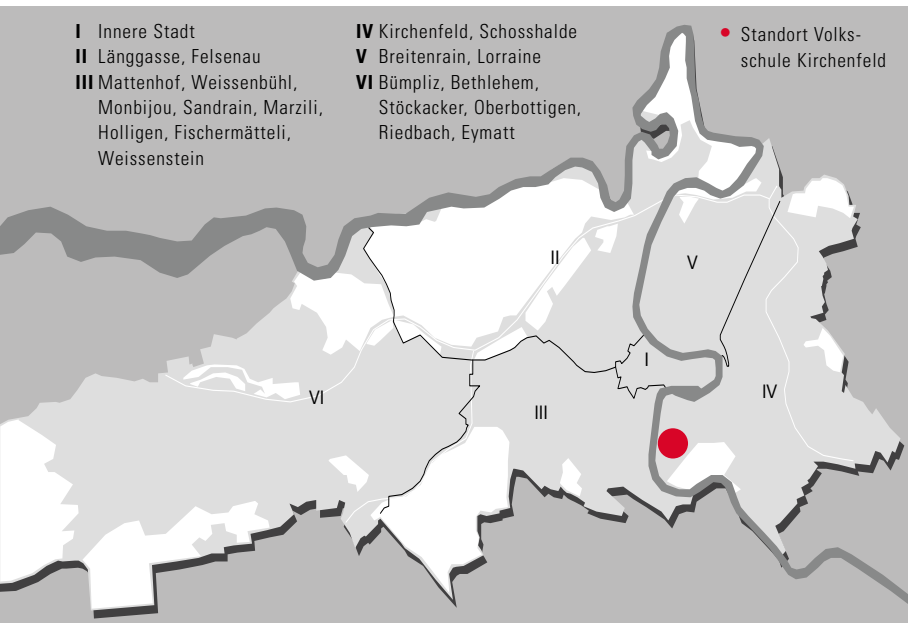 I Innere Stadt
II Länggasse, Felsenau
III Mattenhof, Weissenbühl,
Monbijou, Sandrain, Marzili,
Holligen, Fischermätteli,
Weissenstein
IV Kirchenfeld, Schosshalde
V Breitenrain, Lorraine
VI Bümpliz, Bethlehem,
Stöckacker, Oberbottigen,
Riedbach, Eymatt
Standort Volks-
schule Kirchenfeld
II
V
I
VI
III
IV